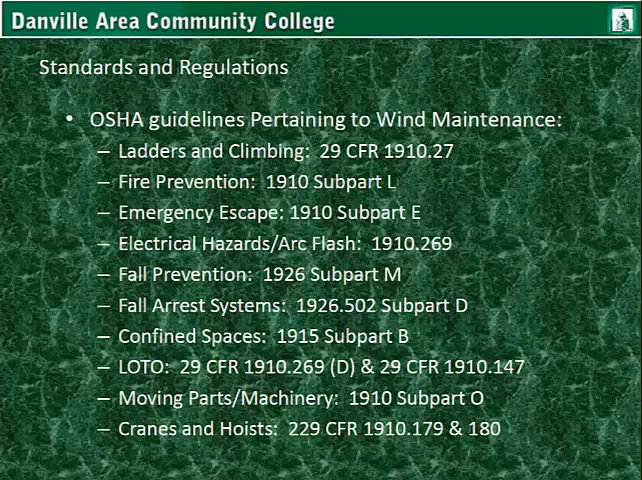 Danville Area Community College
Standards and Regulations
• OSHA guidelines Pertaining to Wind Maintenance:
– Ladders and Climbing: 29 CFR 1910.27
– Fire Prevention: 1910 Subpart L
– Emergency Escape: 1910 Subpart E
– Electrical Hazards/Arc Flash: 1910.269
– Fall Prevention: 1926 Subpart M
– Fall Arrest Systems: 1926.502 Subpart D
– Confined Spaces: 1915 Subpart B
– LOTO: 29 CFR 1910.269 (D) & 29 CFR 1910.147
– Moving Parts/Machinery: 1910 Subpart O
– Cranes and Hoists: 229 CFR 1910.179 & 180